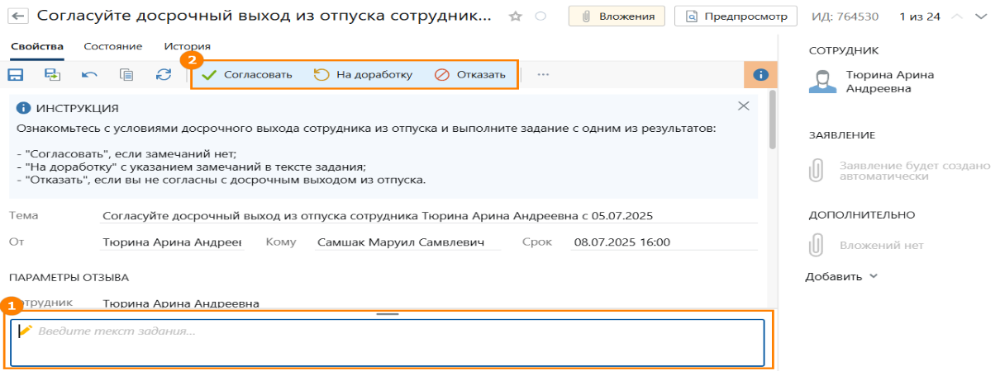 Согласуйте досрочный выход из отпуска сотрудник...
Вложения
Предпросмотр
ИД: 764530
1 из 24
Свойства
Состояние
История
2
Согласовать
На доработку
Отказать
...
ИНСТРУКЦИЯ
Ознакомьтесь с условиями досрочного выхода сотрудника из отпуска и выполните задание с одним из результатов:
- "Согласовать", если замечаний нет;
- "На доработку" с указанием замечаний в тексте задания;
- "Отказать", если вы не согласны с досрочным выходом из отпуска.
Тема Согласуйте досрочный выход из отпуска сотрудника Тюрина Арина Андреевна с 05.07.2025
От Тюрина Арина Андреег Кому Самшак Маруил Самвлевич Срок 08.07.2025 16:00
ПАРАМЕТРЫ ОТЗЫВА
трудник Тюрина Арина Андреевна
1
Введите текст задания...
СОТРУДНИК
Тюрина Арина
Андреевна
ЗАЯВЛЕНИЕ
Заявление будет создано
автоматически
ДОПОЛНИТЕЛЬНО
Вложений нет
Добавить